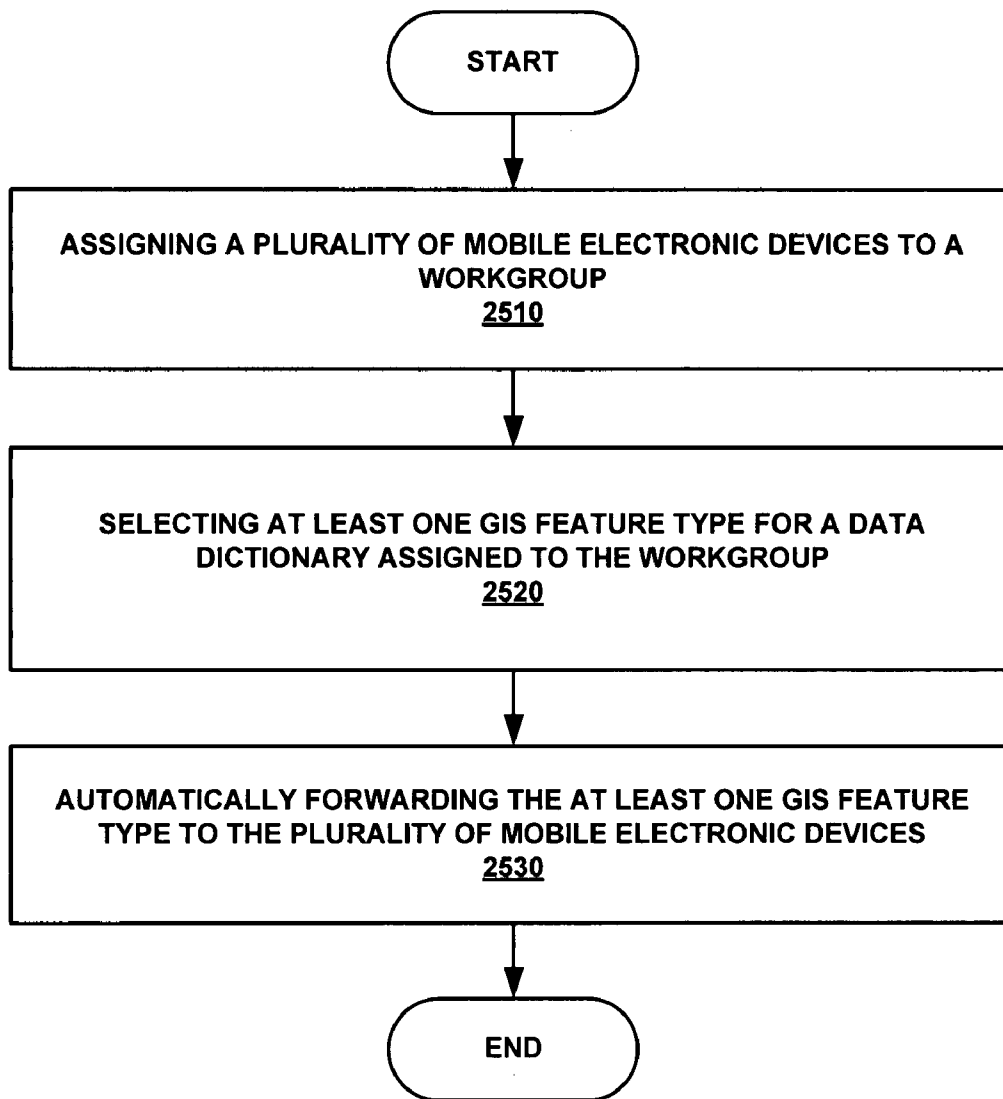 START
ASSIGNING A PLURALITY OF MOBILE ELECTRONIC DEVICES TO A
WORKGROUP
2510
SELECTING AT LEAST ONE GIS FEATURE TYPE FOR A DATA
DICTIONARY ASSIGNED TO THE WORKGROUP
2520
AUTOMATICALLY FORWARDING THE AT LEAST ONE GIS FEATURE
TYPE TO THE PLURALITY OF MOBILE ELECTRONIC DEVICES
2530
END